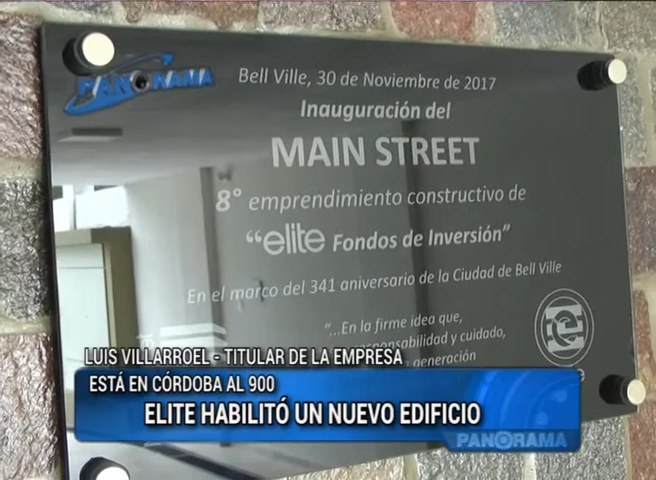 PANORAMA
Bell Ville, 30 de Noviembre de 2017
Inauguración del
MAIN STREET
8° emprendimiento constructivo de
“elite Fondos de Inversión”
En el marco del 341 aniversario de la Ciudad de Bell Ville
“...En la firme idea que,
responsabilidad y cuidado,
generación
LUIS VILLARROEL - TITULAR DE LA EMPRESA
ESTÁ EN CÓRDOBA AL 900
ELITE HABILITÓ UN NUEVO EDIFICIO
PANORAMA